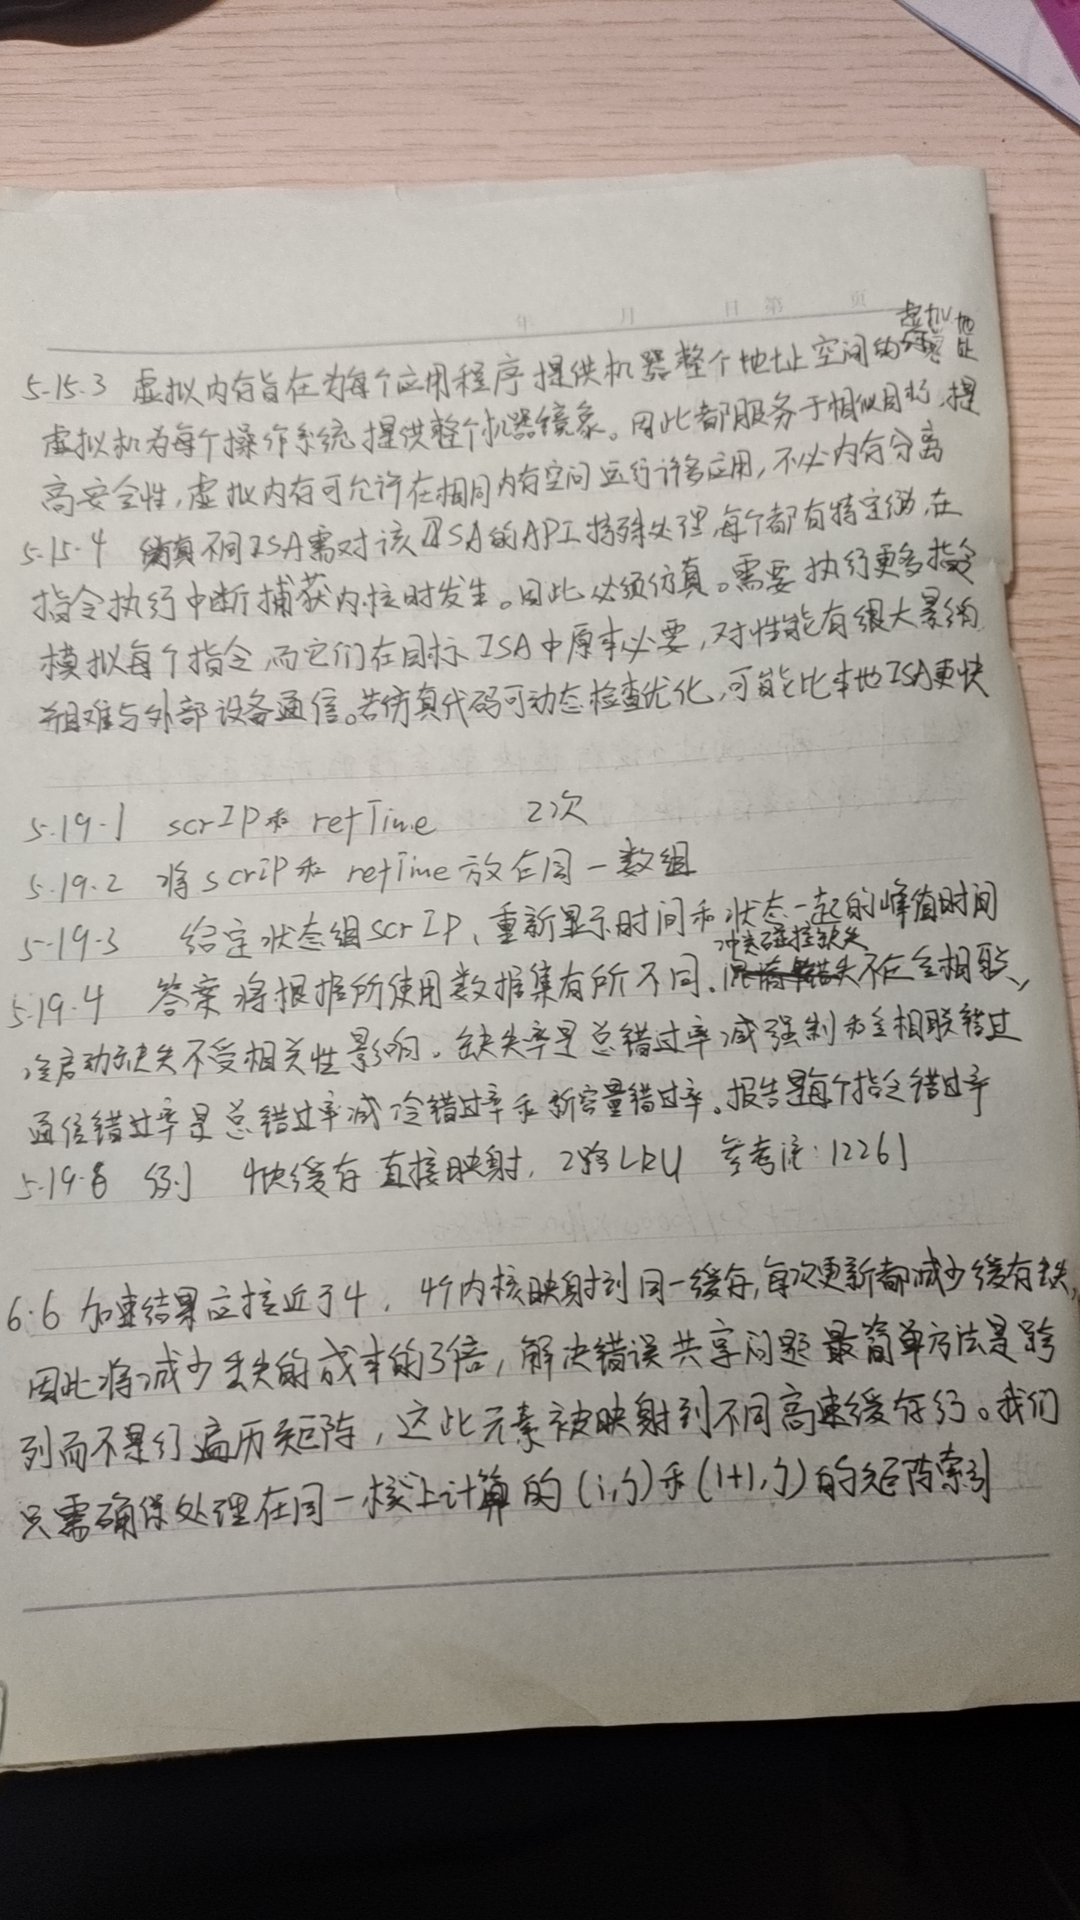 年 月 日 第 页
5.15.3 虚拟内存旨在为每个应用程序提供机器整个地址空间的虚拟地址
虚拟机为每个操作系统提供整个机器镜象。因此都服务于相似目标,提
高安全性,虚拟内存可允许在相同内存空间运行许多应用,不必内存分离
5.15.4 仿真不同ISA需对该ISA的API特殊处理,每个都有特定,在
指令执行中断捕获内核时发生。因此必须仿真。需要执行更多指令
模拟每个指令,而它们在目标ISA中原本必要,对性能有很大影响
并且难与外部设备通信。若仿真代码可动态检查优化,可能比本地ISA更快
5.19.1 scrIP和 refTime 2次
5.19.2 将scrIP和 refTime放在同一数组
5.19.3 给定状态组scrIP、重新显示时间和状态一起的峰值时间
冲突碰撞缺失
5.19.4 答案将根据所使用数据集有所不同.不在全相联,
冷启动缺失不受相关性影响。缺失率是总错过率减强制和全相联错过
通信错过率是总错过率减冷错过率和新容量错过率。报告是每个指令错过率
5.19.8 例 4块缓存 直接映射,2路LRU 参考流:12261
6.6 加速结果应接近于4,4个内核映射到同一缓存,每次更新都减少缓存丢失,
因此将减少丢失的成本的3倍,解决错误共享问题最简单方法是跨
列而不是行遍历矩阵,这此元素被映射到不同高速缓存行。我们
只需确保处理在同一核上计算的(i,j)和(i+1,j)的矩阵索引